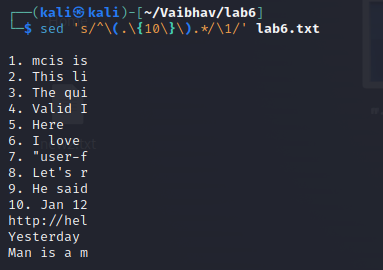 ┌──(kali㉿kali)-[~/Vaibhav/lab6]
└─$ sed 's/^\(.\{10\}\).*/\1/' lab6.txt
1. mcis is
2. This li
3. The qui
4. Valid I
5. Here
6. I love
7. "user-f
8. Let's r
9. He said
10. Jan 12
http://hel
Yesterday
Man is a m